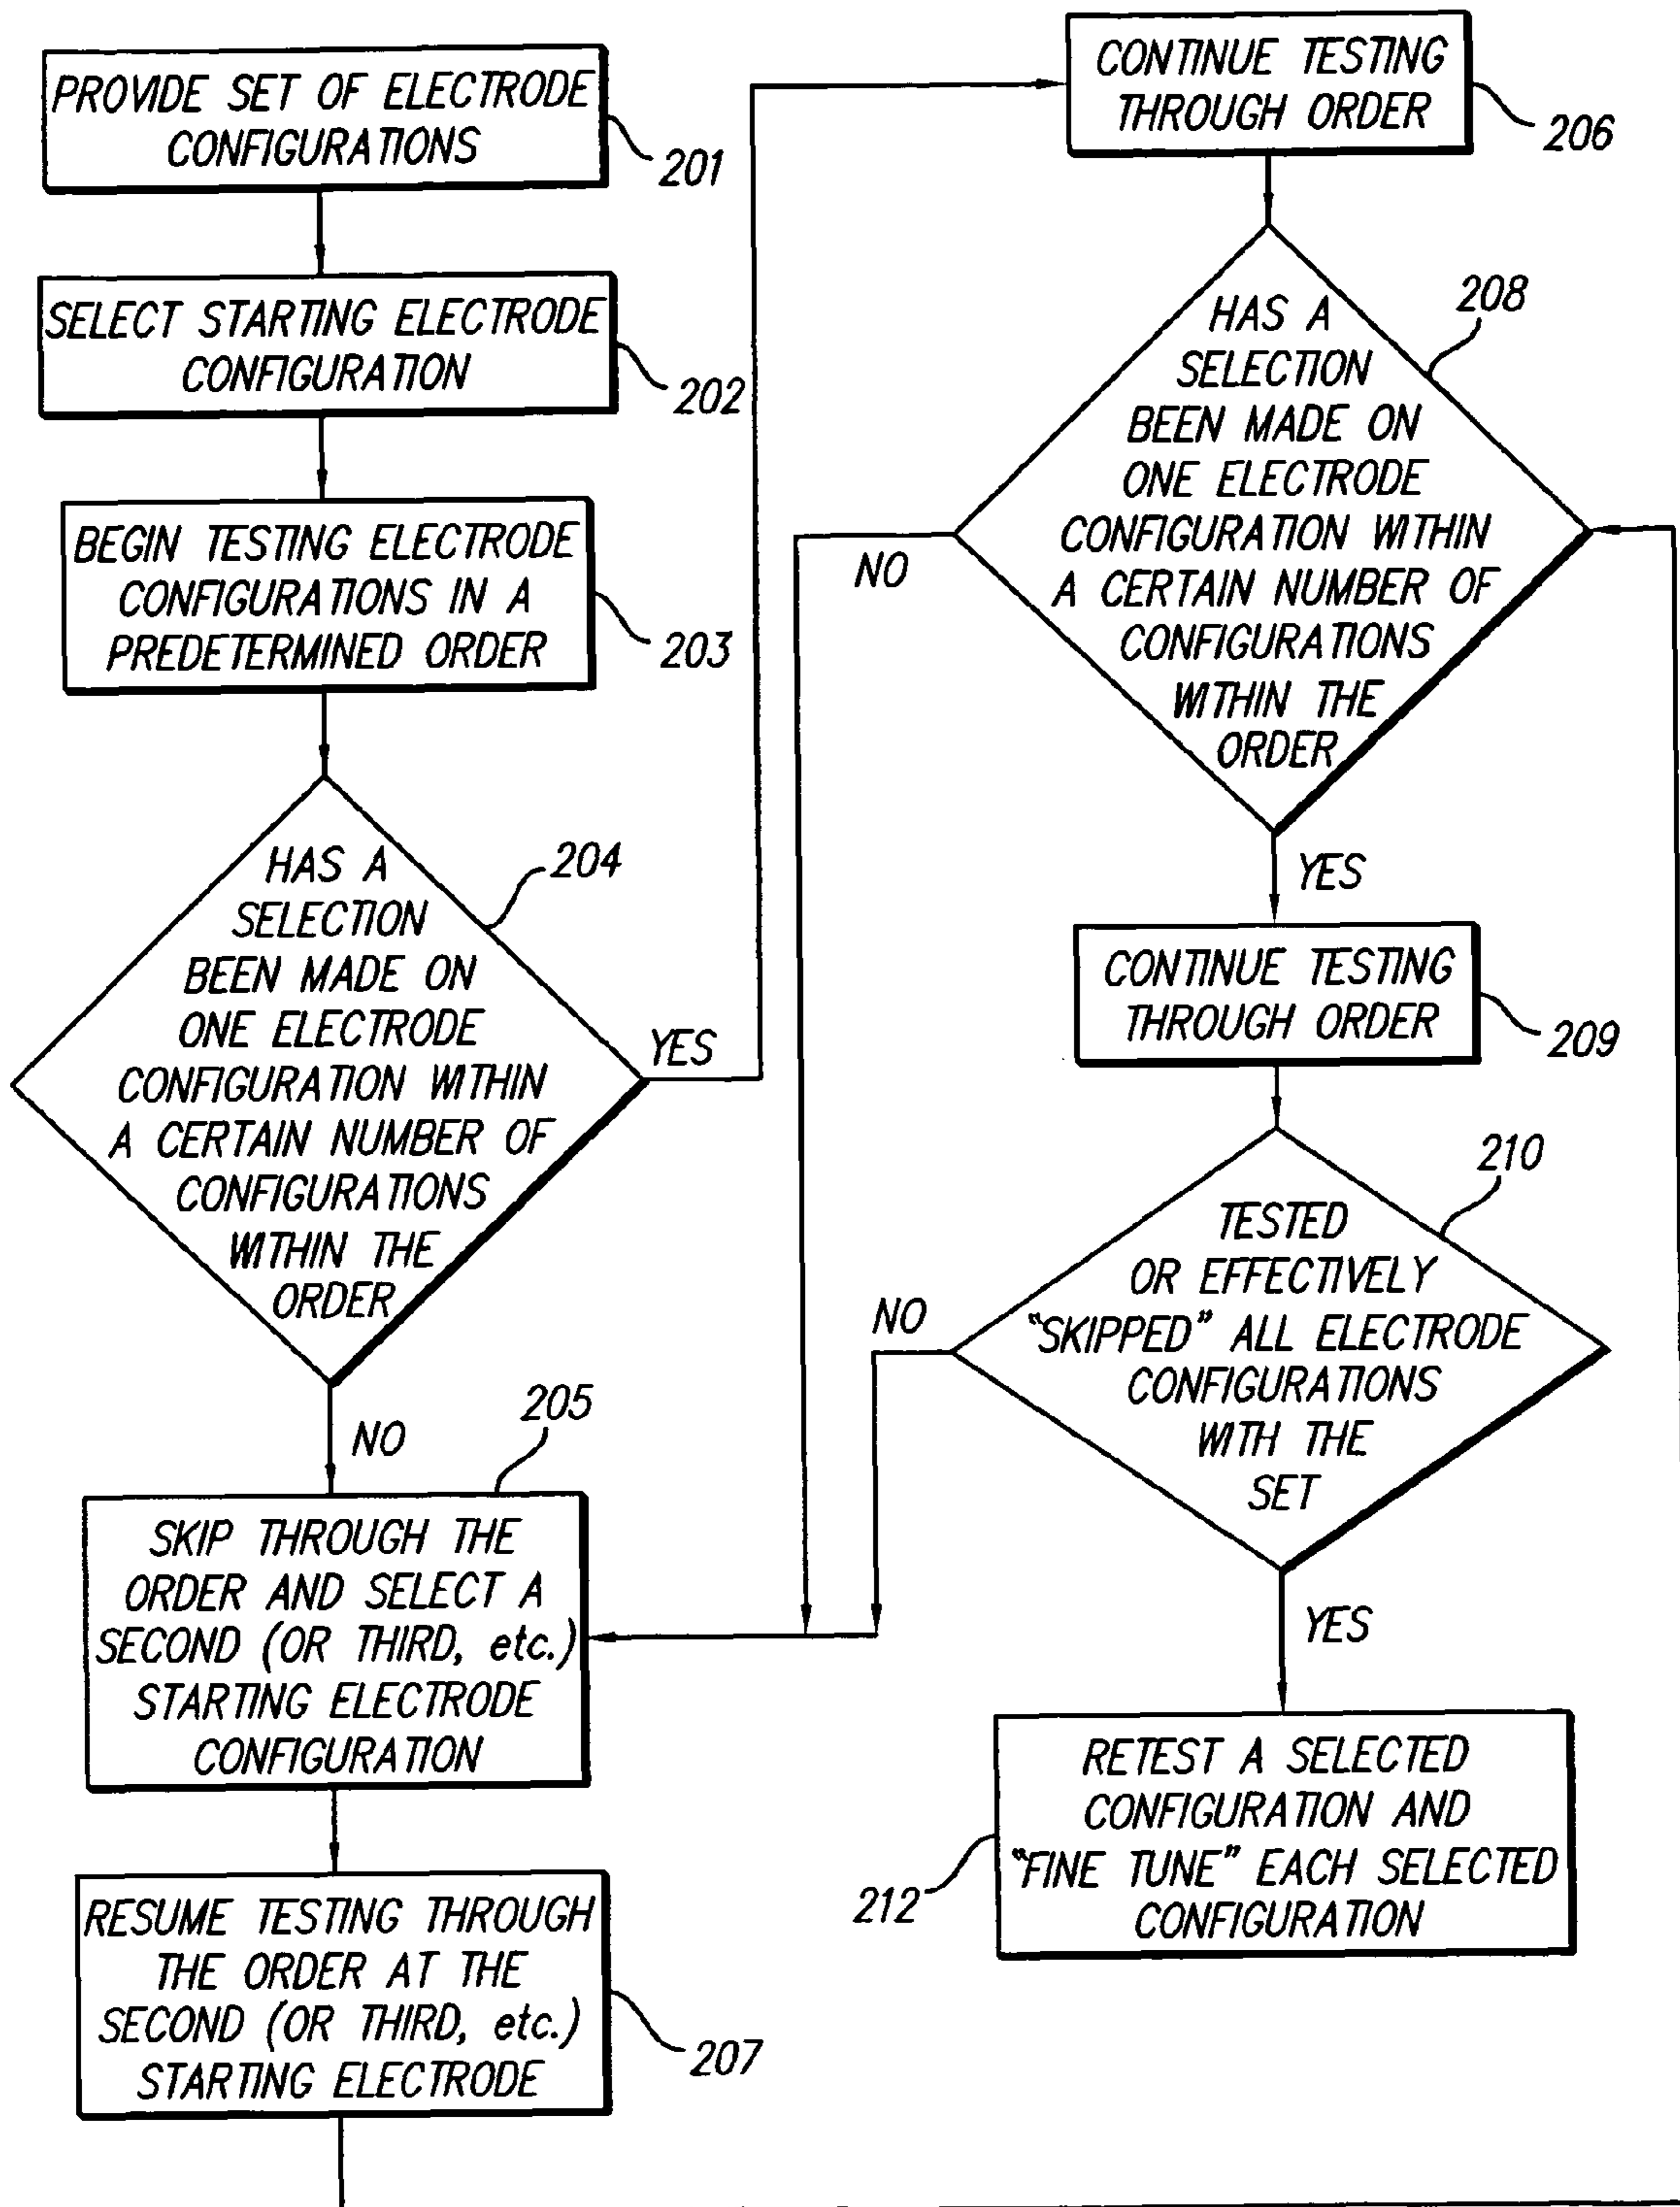 PROVIDE SET OF ELECTRODE
CONFIGURATIONS
201
SELECT STARTING ELECTRODE
CONFIGURATION
202
BEGIN TESTING ELECTRODE
CONFIGURATIONS IN A
PREDETERMINED ORDER
203
HAS A
SELECTION
BEEN MADE ON
ONE ELECTRODE
CONFIGURATION WITHIN
A CERTAIN NUMBER OF
CONFIGURATIONS
WITHIN THE
ORDER
204
YES
NO
205
SKIP THROUGH THE
ORDER AND SELECT A
SECOND (OR THIRD, etc.)
STARTING ELECTRODE
CONFIGURATION
RESUME TESTING THROUGH
THE ORDER AT THE
SECOND (OR THIRD, etc.)
STARTING ELECTRODE
207
CONTINUE TESTING
THROUGH ORDER
206
HAS A
SELECTION
BEEN MADE ON
ONE ELECTRODE
CONFIGURATION WITHIN
A CERTAIN NUMBER OF
CONFIGURATIONS
WITHIN THE
ORDER
208
NO
YES
CONTINUE TESTING
THROUGH ORDER
209
TESTED
OR EFFECTIVELY
"SKIPPED" ALL ELECTRODE
CONFIGURATIONS
WITH THE
SET
210
NO
YES
RETEST A SELECTED
CONFIGURATION AND
"FINE TUNE" EACH SELECTED
CONFIGURATION
212